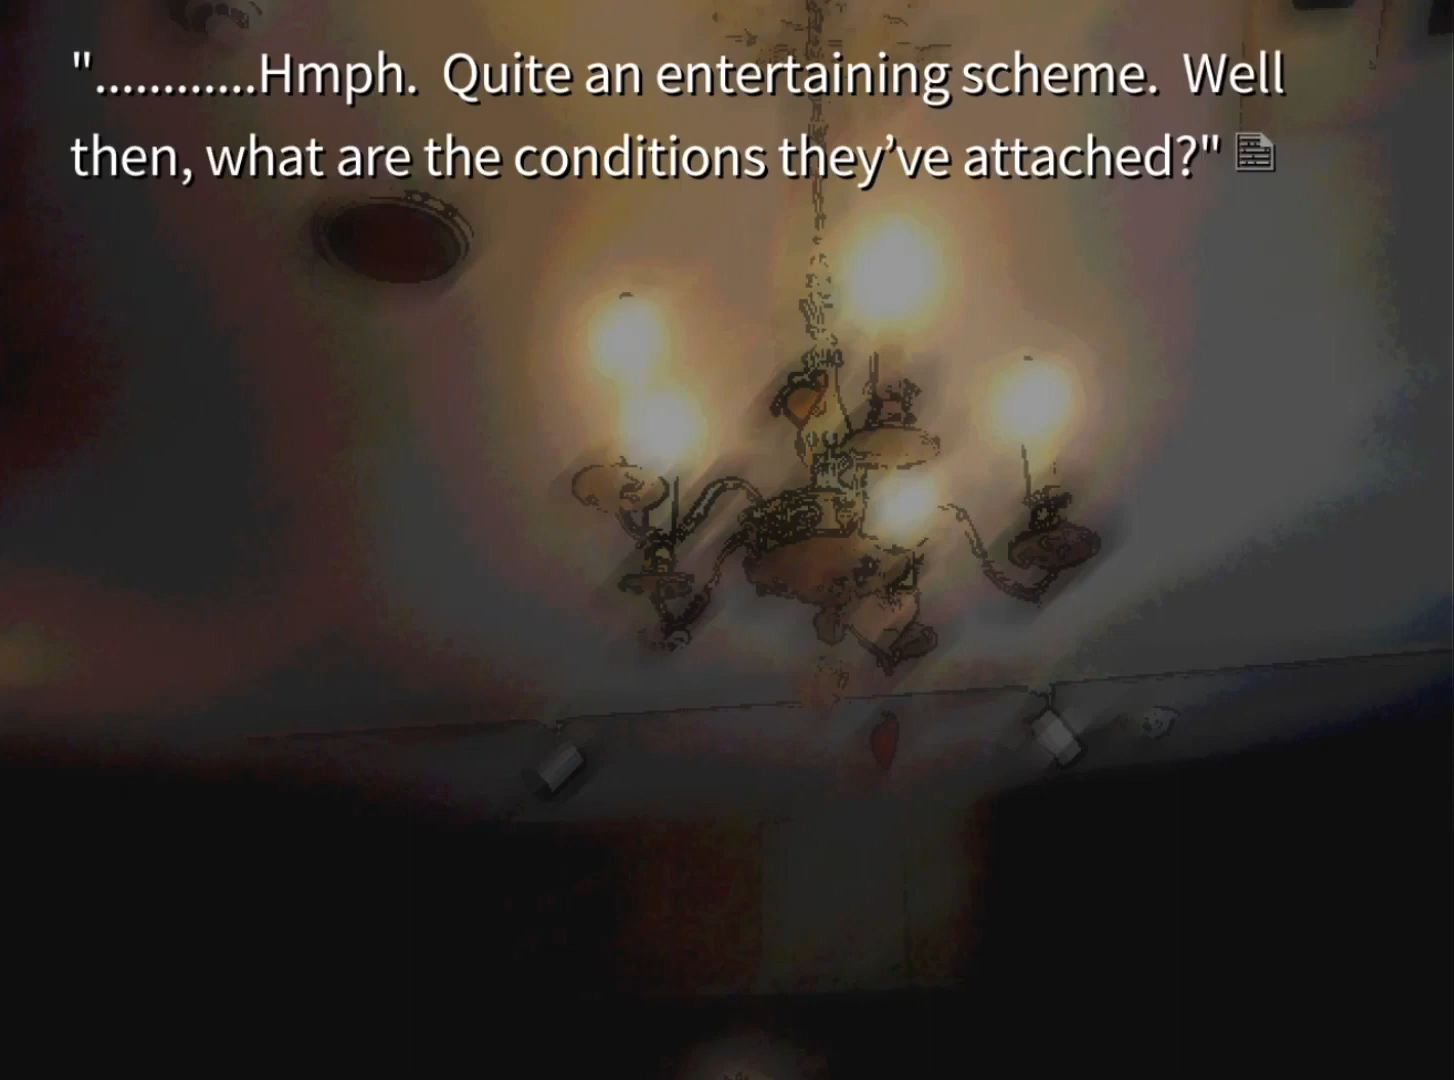 "............Hmph.  Quite an entertaining scheme.  Well
then, what are the conditions they’ve attached?"